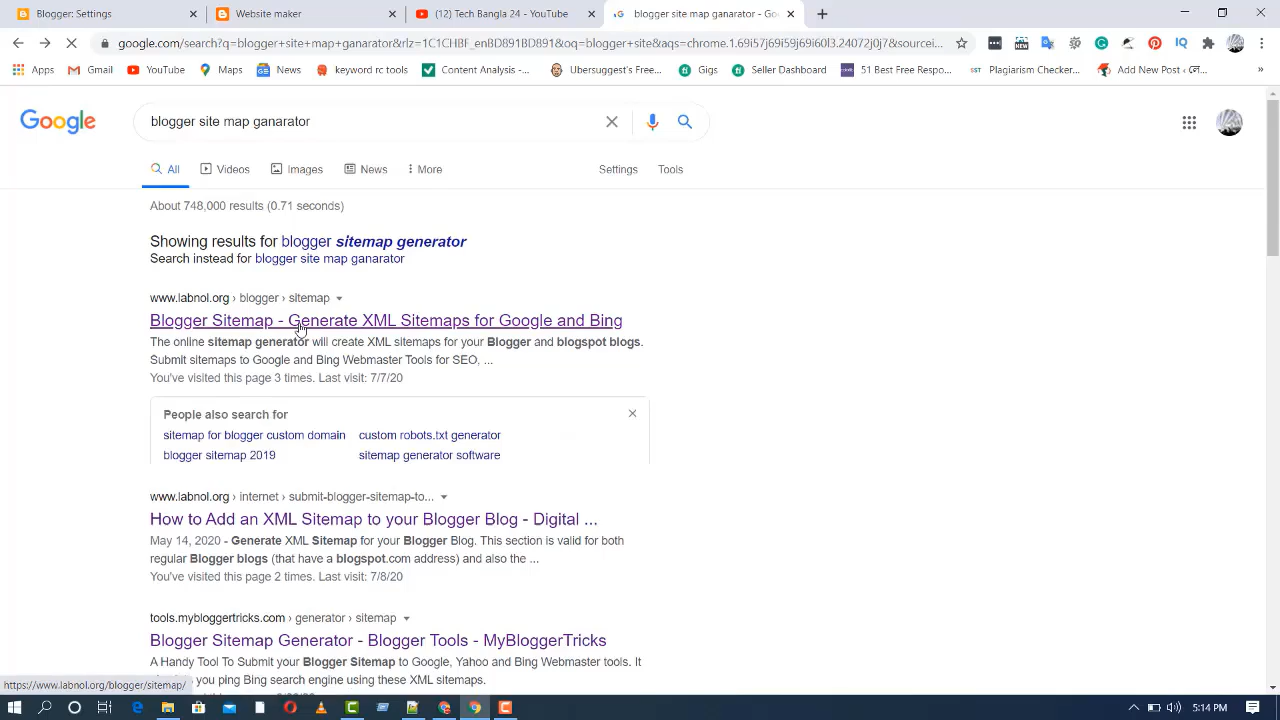 Blogger: Settings
Website maker
(12) Tech Bangla 24 - YouTube
blogger site map ganarator - Go
google.com/search?q=blogger+site+map+ganarator&rlz=1C1CHBF_enBD891BD891&oq=blogger+site&aqs=chrome.1.69i57j69i59j69i60l3.24072j0j7&sourcei...
Apps
Gmail
YouTube
Maps
News
keyword rc tools
Content Analysis -...
Ubersuggest's Free...
Gigs
Seller Dashboard
51 Best Free Respo...
Plagiarism Checker...
Google
blogger site map ganarator
All
Videos
Images
News
More
Settings
Tools
About 748,000 results (0.71 seconds)
Showing results for blogger sitemap generator
Search instead for blogger site map ganarator
www.labnol.org › blogger › sitemap
Blogger Sitemap - Generate XML Sitemaps for Google and Bing
The online sitemap generator will create XML sitemaps for your Blogger and blogspot blogs.
Submit sitemaps to Google and Bing Webmaster Tools for SEO, ...
You've visited this page 3 times. Last visit: 7/7/20
People also search for
sitemap for blogger custom domain
custom robots.txt generator
blogger sitemap 2019
sitemap generator software
www.labnol.org › internet › submit-blogger-sitemap-to...
How to Add an XML Sitemap to your Blogger Blog - Digital ...
May 14, 2020 - Generate XML Sitemap for your Blogger Blog. This section is valid for both
regular Blogger blogs (that have a blogspot.com address) and also the ...
You've visited this page 2 times. Last visit: 7/8/20
tools.mybloggertricks.com › generator › sitemap
Blogger Sitemap Generator - Blogger Tools - MyBloggerTricks
A Handy Tool To Submit your Blogger Sitemap to Google, Yahoo and Bing Webmaster tools. It
you ping Bing search engine using these XML sitemaps.
https://www.labnol.org/blogger/sitemap/
5:14 PM